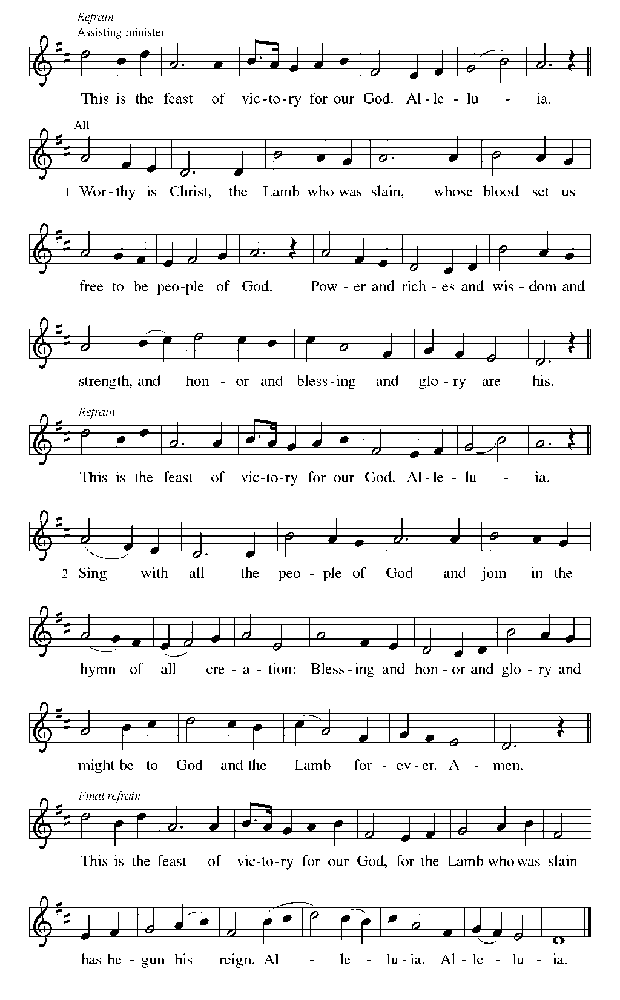 Refrain
Assisting minister
This is the feast of vic-to-ry for our God. Al-le - lu - ia.
All
1 Wor-thy is Christ, the Lamb who was slain, whose blood set us
free to be peo-ple of God. Pow - er and rich - es and wis - dom and
strength, and hon - or and bless-ing and glo - ry are his.
Refrain
This is the feast of vic-to-ry for our God. Al-le - lu - ia.
2 Sing with all the peo - ple of God and join in the
hymn of all cre - a - tion: Bless-ing and hon - or and glo - ry and
might be to God and the Lamb for - ev - er. A - men.
Final refrain
This is the feast of vic-to-ry for our God, for the Lamb who was slain
has be - gun his reign. Al - le - lu - ia. Al - le - lu - ia.